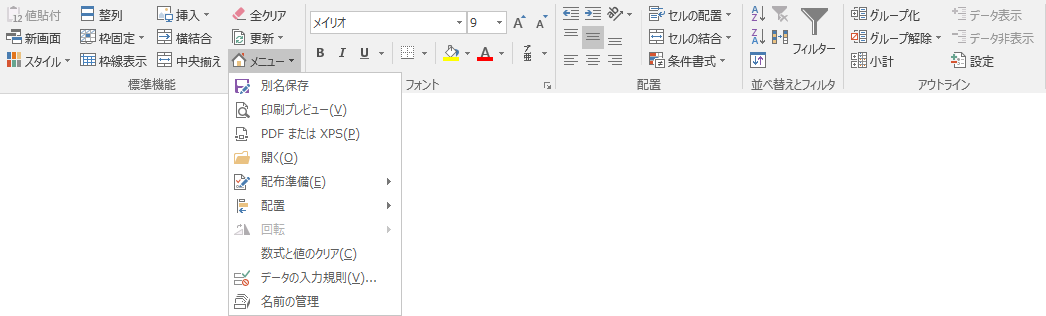 値貼付 整列 挿入 全クリア メイリオ 9 セルの配置 グループ化 データ表示
新画面 枠固定 横結合 更新 セルの結合 フィルター グループ解除 データ非表示
スタイル 枠線表示 中央揃え メニュー B I U A ア亜 条件付書式 小計 設定
標準機能 フォント 配置 並べ替えとフィルタ アウトライン
別名保存
印刷プレビュー(V)
PDF または XPS(P)
開く(O)
配布準備(E)
配置
回転
数式と値のクリア(C)
データの入力規則(V)...
名前の管理